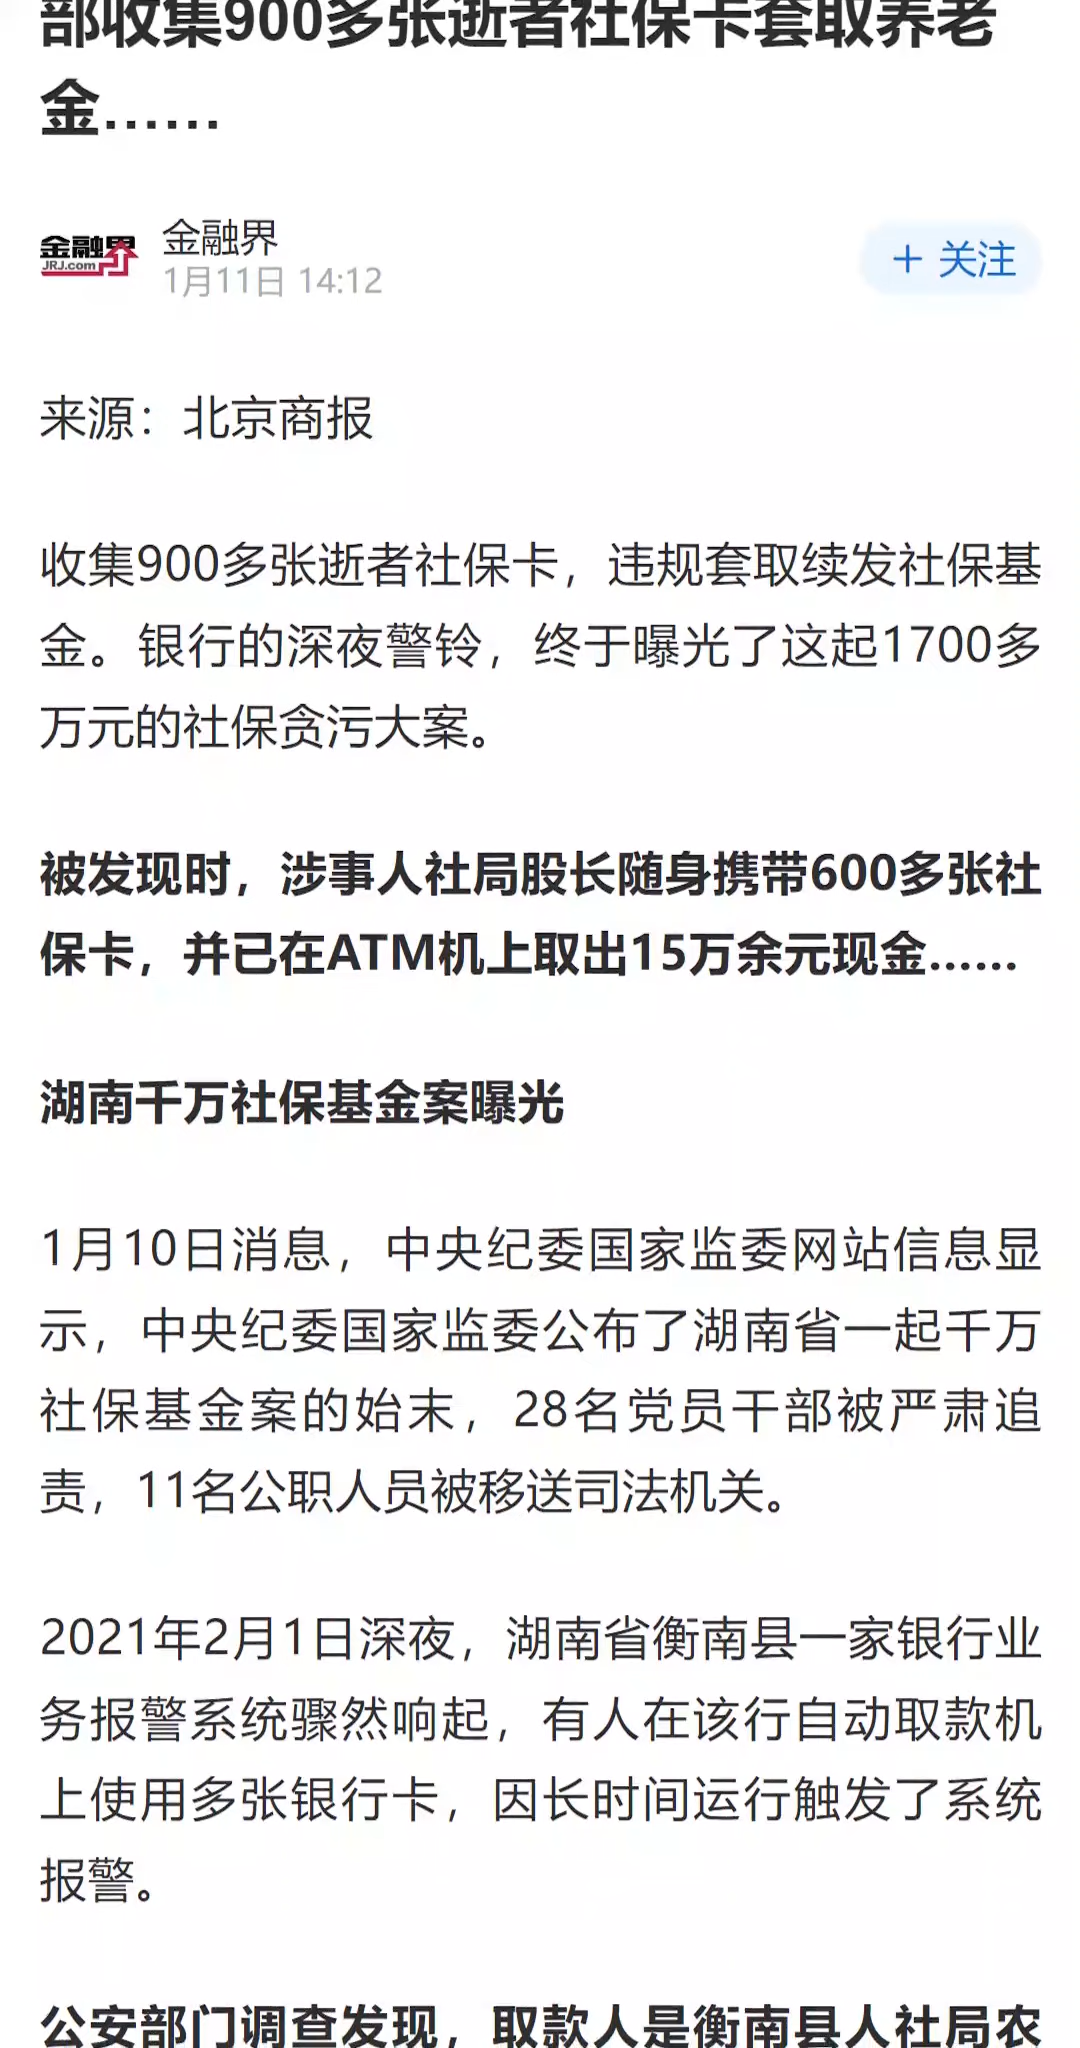 部收集900多张逝者社保卡套取养老
金……
金融界
JRJ.com
金融界
1月11日 14:12
+ 关注
来源：北京商报
收集900多张逝者社保卡，违规套取续发社保基
金。银行的深夜警铃，终于曝光了这起1700多
万元的社保贪污大案。
被发现时，涉事人社局股长随身携带600多张社
保卡，并已在ATM机上取出15万余元现金……
湖南千万社保基金案曝光
1月10日消息，中央纪委国家监委网站信息显
示，中央纪委国家监委公布了湖南省一起千万
社保基金案的始末，28名党员干部被严肃追
责，11名公职人员被移送司法机关。
2021年2月1日深夜，湖南省衡南县一家银行业
务报警系统骤然响起，有人在该行自动取款机
上使用多张银行卡，因长时间运行触发了系统
报警。
公安部门调查发现，取款人是衡南县人社局农